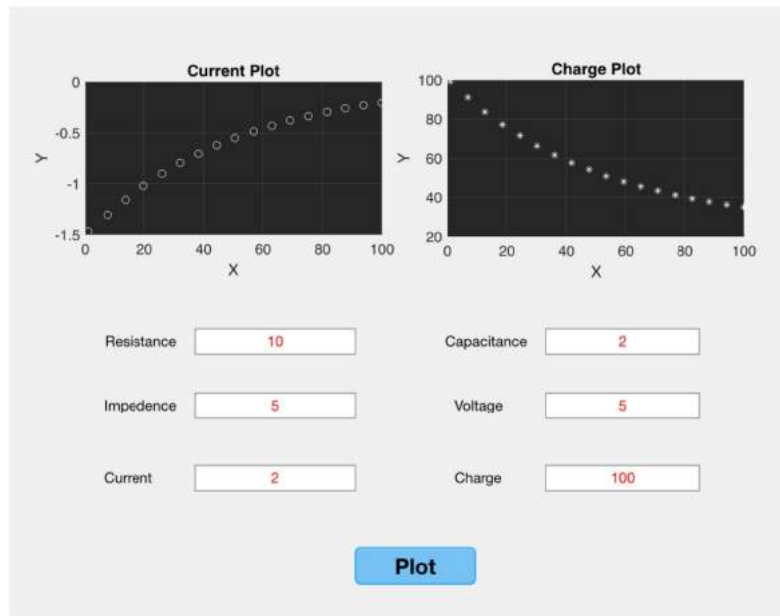 Current Plot
0
-0.5
-1
-1.5
Y
0 20 40 60 80 100
X
Charge Plot
100
80
60
40
20
Y
0 20 40 60 80 100
X
Resistance 10
Capacitance 2
Impedence 5
Voltage 5
Current 2
Charge 100
Plot